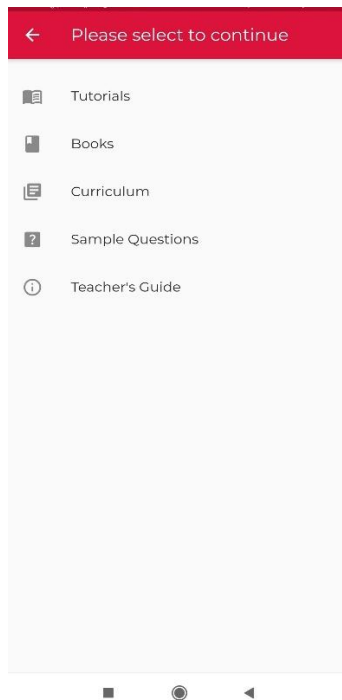 Please select to continue
Tutorials
Books
Curriculum
Sample Questions
Teacher's Guide